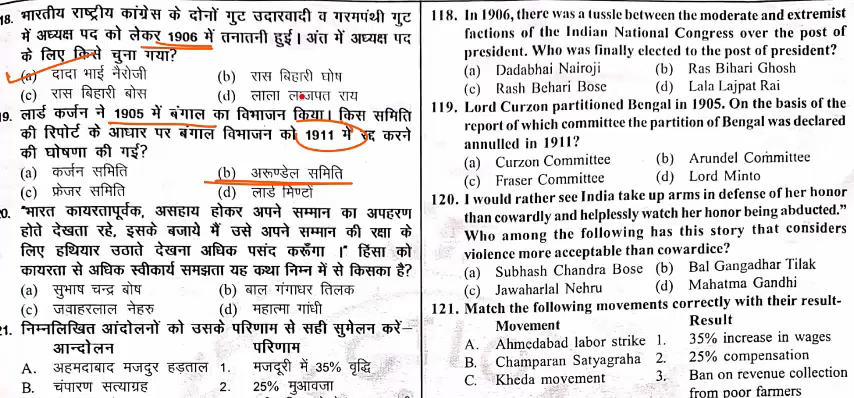 18. भारतीय राष्ट्रीय कांग्रेस के दोनों गुट उदारवादी व गरमपंथी गुट
में अध्यक्ष पद को लेकर 1906 में तनातनी हुई। अंत में अध्यक्ष पद
के लिए किसे चुना गया?
(a) दादा भाई नैरोजी (b) रास बिहारी घोष
(c) रास बिहारी बोस (d) लाला लाजपत राय
9. लार्ड कर्जन ने 1905 में बंगाल का विभाजन किया। किस समिति
की रिपोर्ट के आधार पर बंगाल विभाजन को 1911 में रद्द करने
की घोषणा की गई?
(a) कर्जन समिति (b) अरूण्डेल समिति
(c) फ्रेजर समिति (d) लार्ड मिण्टों
0. "भारत कायरतापूर्वक, असहाय होकर अपने सम्मान का अपहरण
होते देखता रहे, इसके बजाये मैं उसे अपने सम्मान की रक्षा के
लिए हथियार उठाते देखना अधिक पसंद करूँगा ।" हिंसा को
कायरता से अधिक स्वीकार्य समझता यह कथा निम्न में से किसका है?
(a) सुभाष चन्द्र बोष (b) बाल गंगाधर तिलक
(c) जवाहरलाल नेहरु (d) महात्मा गांधी
21. निम्नलिखित आंदोलनों को उसके परिणाम से सही सुमेलन करें–
आन्दोलन परिणाम
A. अहमदाबाद मजदुर हड़ताल 1. मजदूरी में 35% वृद्धि
B. चंपारण सत्याग्रह 2. 25% मुआवजा
118. In 1906, there was a tussle between the moderate and extremist
factions of the Indian National Congress over the post of
president. Who was finally elected to the post of president?
(a) Dadabhai Nairoji (b) Ras Bihari Ghosh
(c) Rash Behari Bose (d) Lala Lajpat Rai
119. Lord Curzon partitioned Bengal in 1905. On the basis of the
report of which committee the partition of Bengal was declared
annulled in 1911?
(a) Curzon Committee (b) Arundel Committee
(c) Fraser Committee (d) Lord Minto
120. I would rather see India take up arms in defense of her honor
than cowardly and helplessly watch her honor being abducted."
Who among the following has this story that considers
violence more acceptable than cowardice?
(a) Subhash Chandra Bose (b) Bal Gangadhar Tilak
(c) Jawaharlal Nehru (d) Mahatma Gandhi
121. Match the following movements correctly with their result-
Movement Result
A. Ahmedabad labor strike 1. 35% increase in wages
B. Champaran Satyagraha 2. 25% compensation
C. Kheda movement 3. Ban on revenue collection
from poor farmers